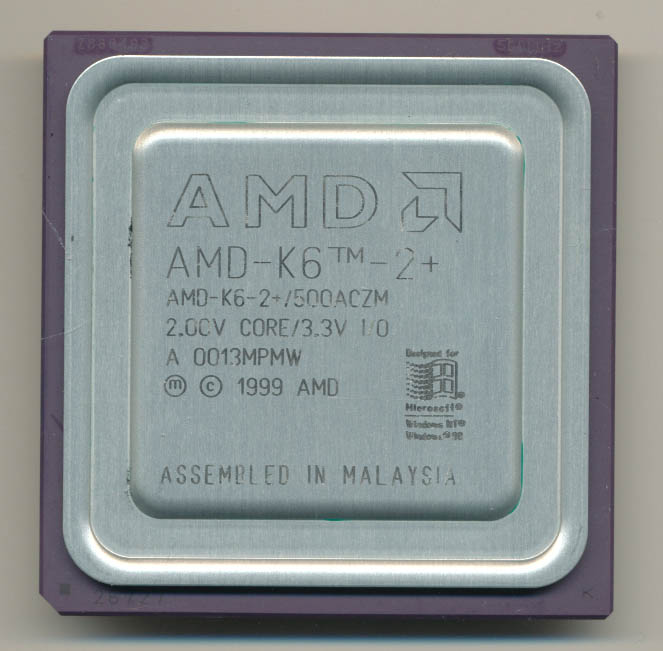 AMD
AMD-K6™-2+
AMD-K6-2+/500ACZM
2.0CV CORE/3.3V I/O
A 0013MPMW
ⓜ © 1999 AMD
Designed for
Microsoft®
Windows NT®
Windows® 98
ASSEMBLED IN MALAYSIA
26727
K